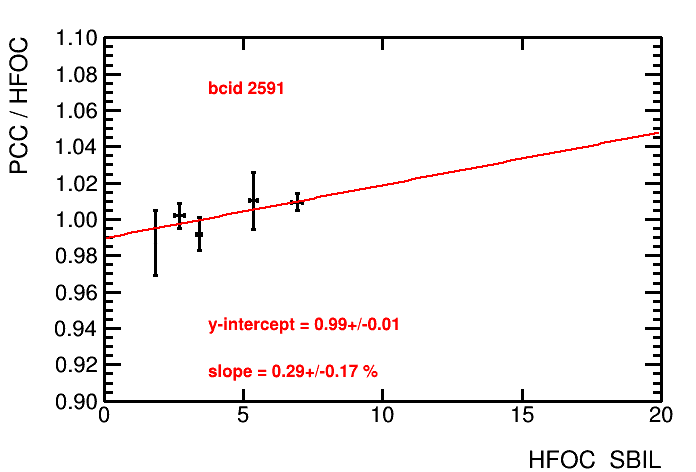 PCC / HFOC
1.10
1.08
1.06
1.04
1.02
1.00
0.98
0.96
0.94
0.92
0.90
bcid 2591
y-intercept = 0.99+/-0.01
slope = 0.29+/-0.17 %
0 5 10 15 20
HFOC SBIL